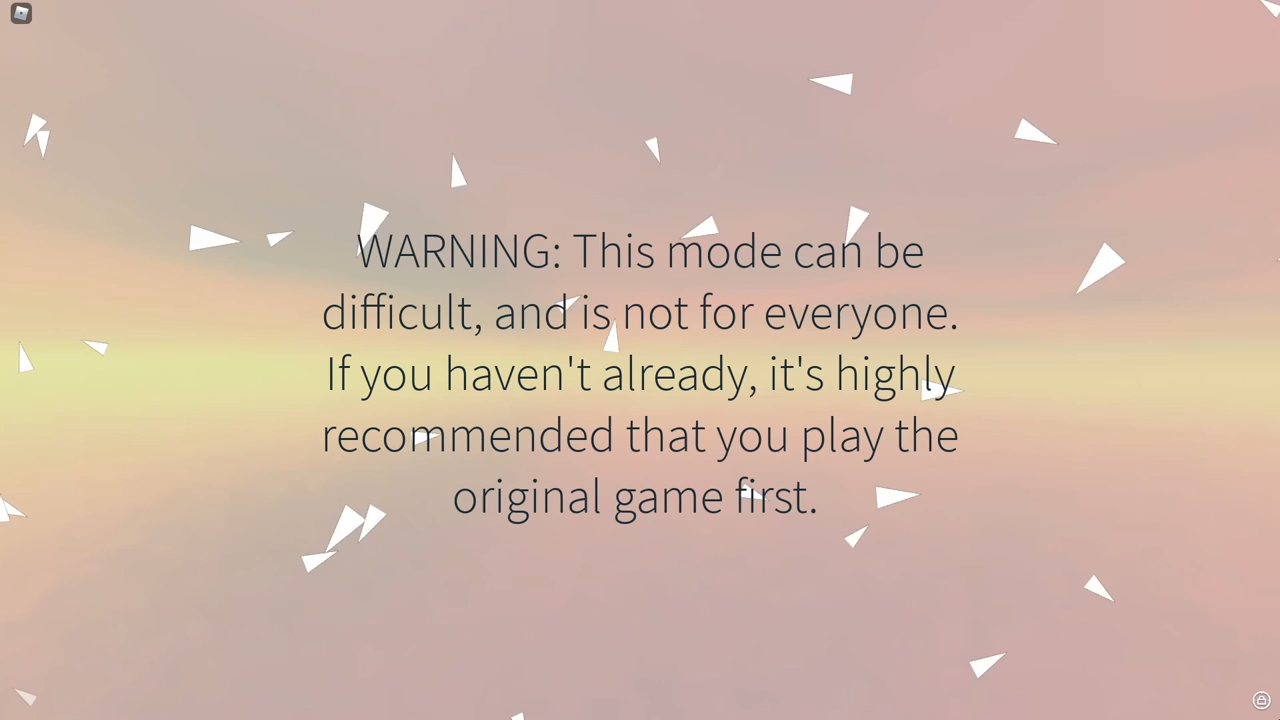 WARNING: This mode can be
difficult, and is not for everyone.
If you haven't already, it's highly
recommended that you play the
original game first.